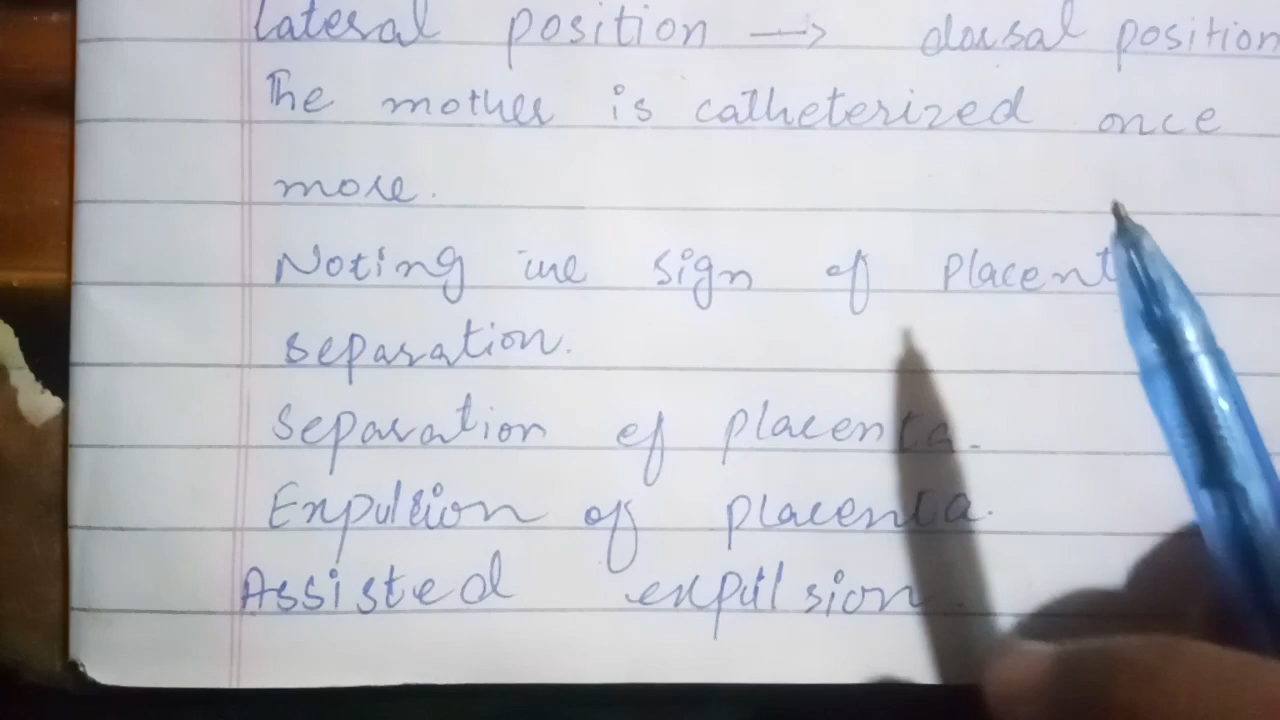 lateral position → dorsal position
The mother is catheterized once
more.
Noting the sign of Placent
separation.
Separation of placenta.
Expulsion of placenta.
Assisted expulsion.